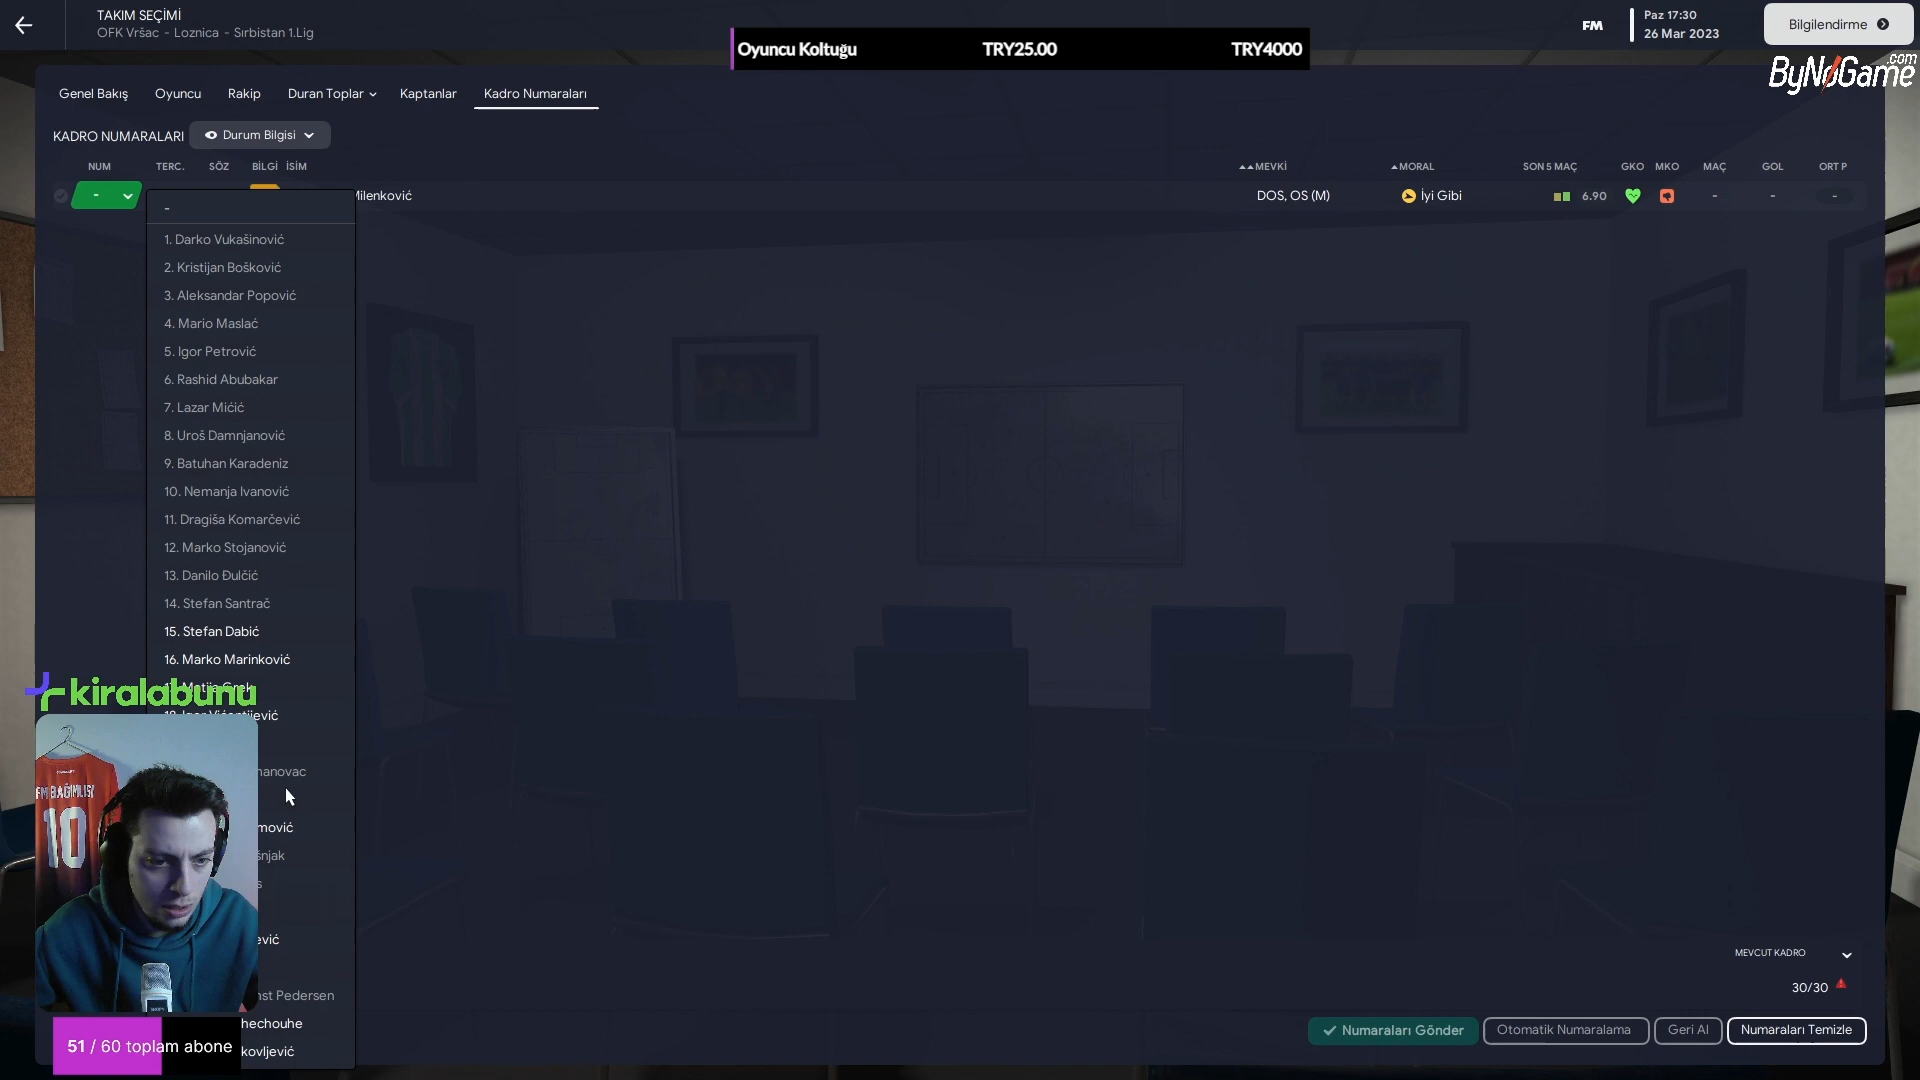 TAKIM SEÇİMİ
OFK Vršac - Loznica - Sırbistan 1.Lig
Oyuncu Koltuğu TRY25.00 TRY4000
FM
Paz 17:30
26 Mar 2023
Bilgilendirme
ByNoGame.com
Genel Bakış Oyuncu Rakip Duran Toplar Kaptanlar Kadro Numaraları
KADRO NUMARALARI Durum Bilgisi
NUM TERC. SÖZ BİLGİ İSİM MEVKİ MORAL SON 5 MAÇ GKO MKO MAÇ GOL ORT P
- Milenković DOS, OS (M) İyi Gibi 6.90 - - -
-
1. Darko Vukašinović
2. Kristijan Bošković
3. Aleksandar Popović
4. Mario Maslać
5. Igor Petrović
6. Rashid Abubakar
7. Lazar Mićić
8. Uroš Damnjanović
9. Batuhan Karadeniz
10. Nemanja Ivanović
11. Dragiša Komarčević
12. Marko Stojanović
13. Danilo Đulčić
14. Stefan Santrač
15. Stefan Dabić
16. Marko Marinković
kiralabunu
manovac
FM BAĞIMLISI
10
mović
šnjak
s
ević
nst Pedersen
hechouhe
kovljević
51 / 60 toplam abone
MEVCUT KADRO
30/30
Numaraları Gönder Otomatik Numaralama Geri Al Numaraları Temizle